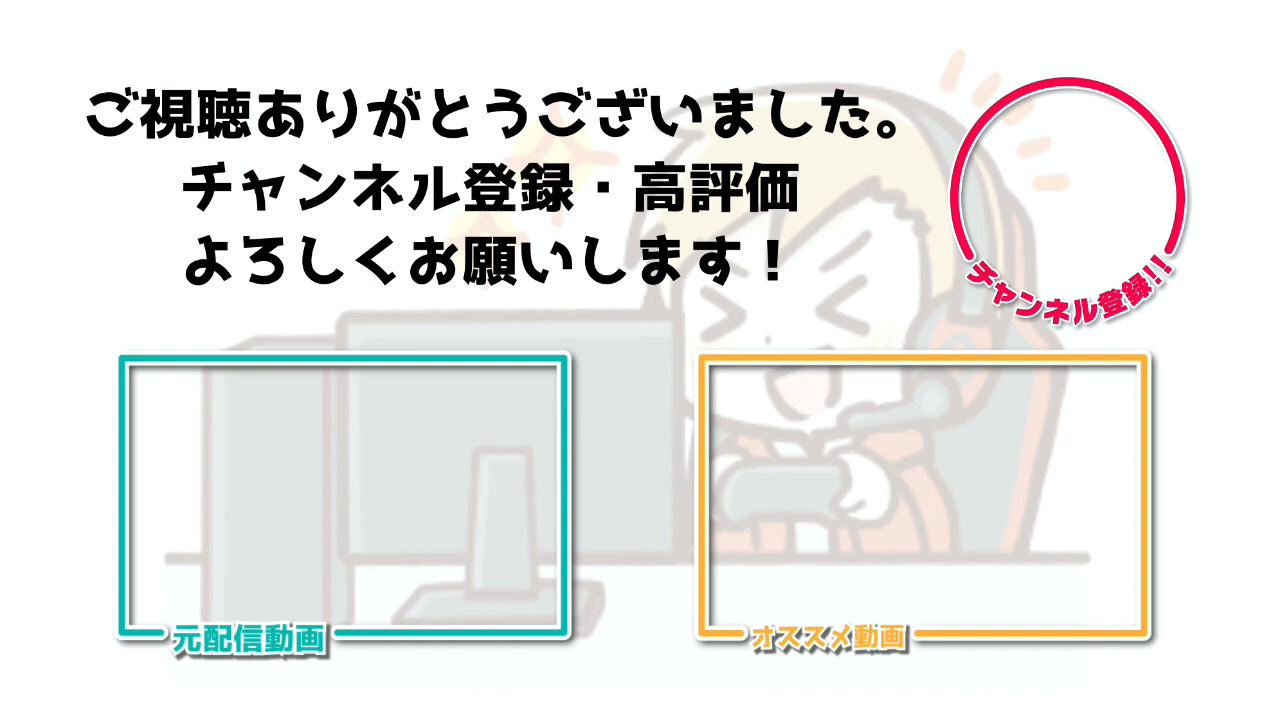 ご視聴ありがとうございました。
チャンネル登録・高評価
よろしくお願いします！
チャンネル登録!!
元配信動画
オススメ動画